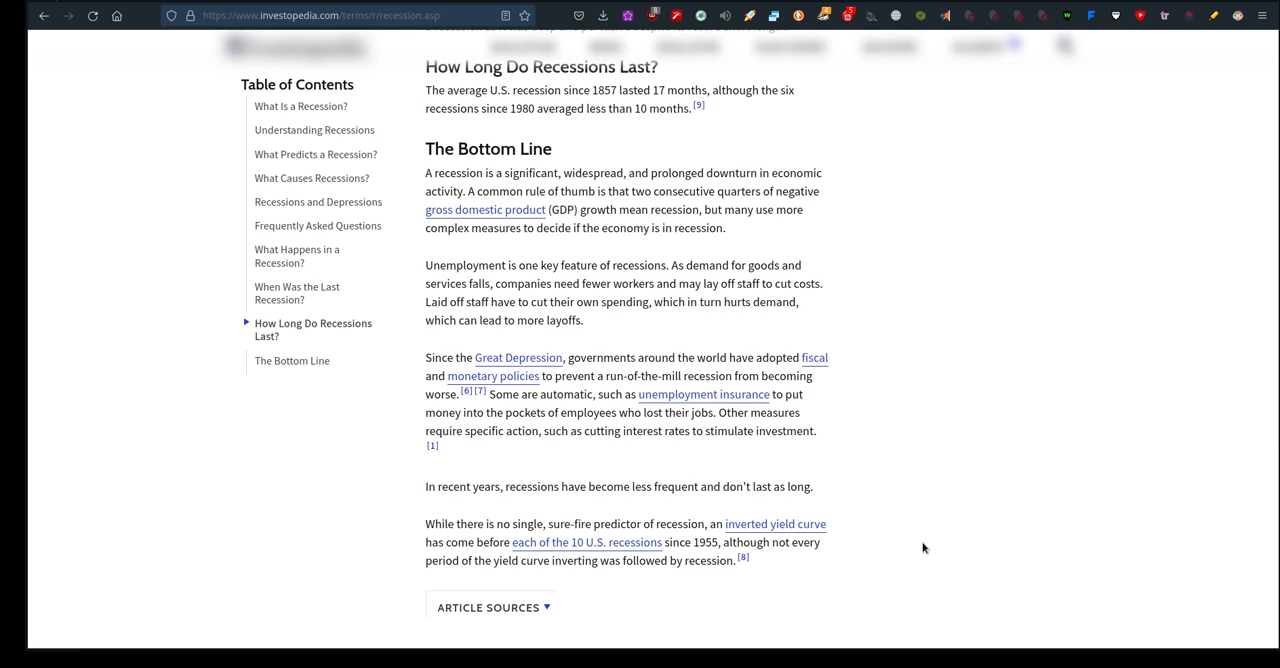 https://www.investopedia.com/terms/r/recession.asp
8
4
5
Table of Contents
What Is a Recession?
Understanding Recessions
What Predicts a Recession?
What Causes Recessions?
Recessions and Depressions
Frequently Asked Questions
What Happens in a
Recession?
When Was the Last
Recession?
How Long Do Recessions
Last?
The Bottom Line
How Long Do Recessions Last?
The average U.S. recession since 1857 lasted 17 months, although the six
recessions since 1980 averaged less than 10 months. [9]
The Bottom Line
A recession is a significant, widespread, and prolonged downturn in economic
activity. A common rule of thumb is that two consecutive quarters of negative
gross domestic product (GDP) growth mean recession, but many use more
complex measures to decide if the economy is in recession.
Unemployment is one key feature of recessions. As demand for goods and
services falls, companies need fewer workers and may lay off staff to cut costs.
Laid off staff have to cut their own spending, which in turn hurts demand,
which can lead to more layoffs.
Since the Great Depression, governments around the world have adopted fiscal
and monetary policies to prevent a run-of-the-mill recession from becoming
worse. [6] [7] Some are automatic, such as unemployment insurance to put
money into the pockets of employees who lost their jobs. Other measures
require specific action, such as cutting interest rates to stimulate investment.
[1]
In recent years, recessions have become less frequent and don't last as long.
While there is no single, sure-fire predictor of recession, an inverted yield curve
has come before each of the 10 U.S. recessions since 1955, although not every
period of the yield curve inverting was followed by recession. [8]
ARTICLE SOURCES